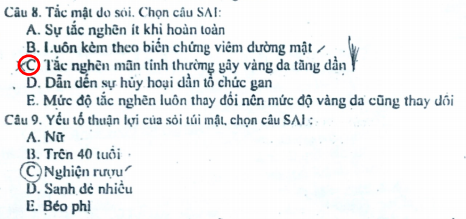 Câu 8. Tắc mật do sỏi. Chọn câu SAI:
A. Sự tắc nghẽn ít khi hoàn toàn
B. Luôn kèm theo biến chứng viêm đường mật
C. Tắc nghẽn mãn tính thường gây vàng da tăng dần
D. Dẫn đến sự hủy hoại dần tổ chức gan
E. Mức độ tắc nghẽn luôn thay đổi nên mức độ vàng da cũng thay đổi
Câu 9. Yếu tố thuận lợi của sỏi túi mật, chọn câu SAI :
A. Nữ
B. Trên 40 tuổi
C. Nghiện rượu
D. Sanh đẻ nhiều
E. Béo phị